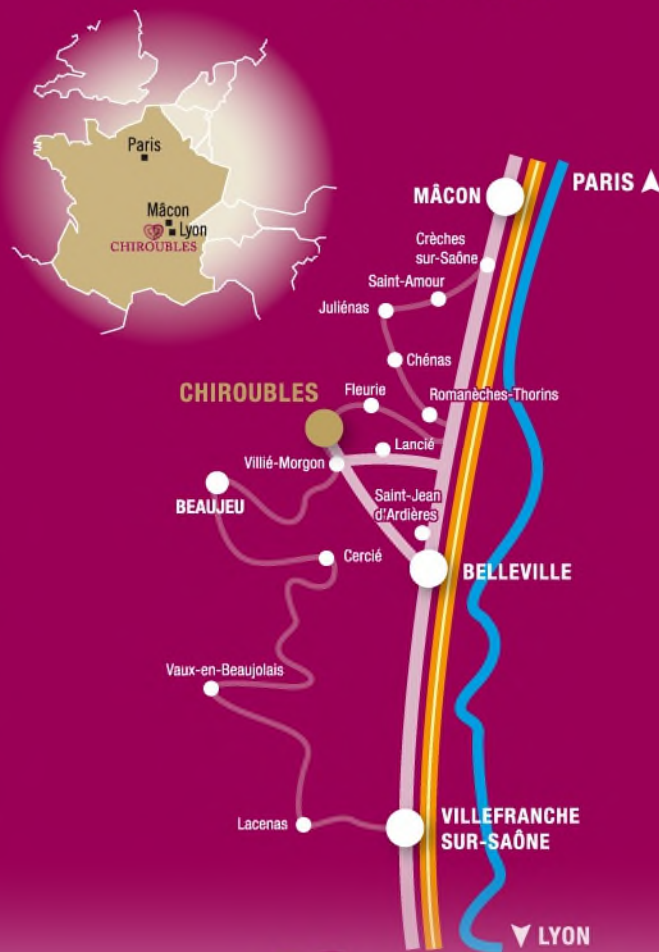 Paris
Mâcon
Lyon
CHIROUBLES
PARIS
MÂCON
Crèches
sur-Saône
Saint-Amour
Juliénas
Chénas
CHIROUBLES
Fleurie
Romanèches-Thorins
Lancié
Villié-Morgon
BEAUJEU
Saint-Jean
d'Ardières
Cercié
BELLEVILLE
Vaux-en-Beaujolais
Lacenas
VILLEFRANCHE
SUR-SAÔNE
LYON